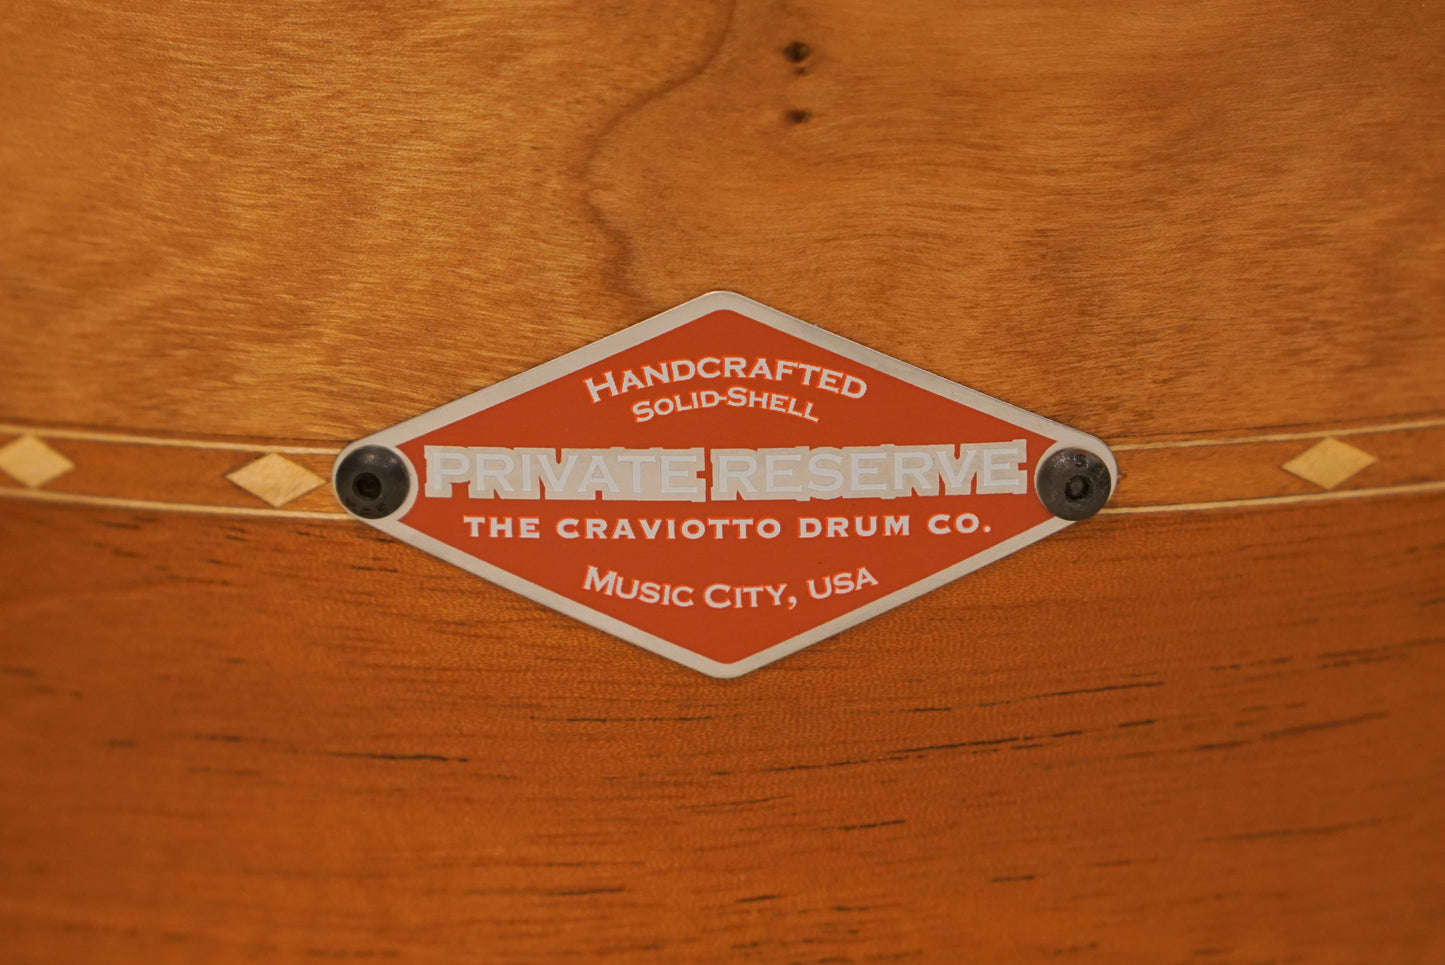 Handcrafted
Solid-Shell
PRIVATE RESERVE
THE CRAVIOTTO DRUM CO.
Music City, USA